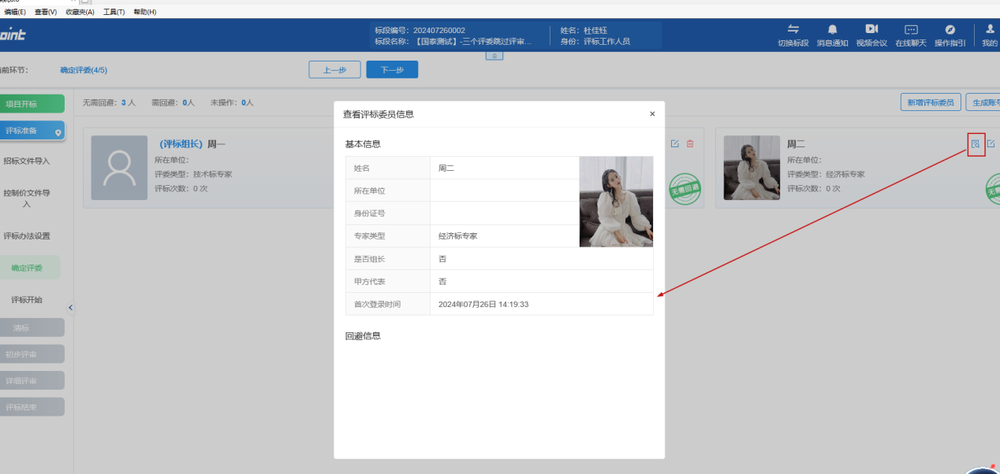 编辑(E) 查看(V) 收藏夹(A) 工具(T) 帮助(H)
oint
标段编号：202407260002
标段名称：【国泰测试】-三个评委跳过评审...
姓名：杜佳钰
身份：评标工作人员
切换标段 消息通知 视频会议 在线聊天 操作指引 我的
前环节： 确定评委(4/5)
上一步 下一步
项目开标
评标准备
招标文件导入
控制价文件导
入
评标办法设置
确定评委
评标开始
清标
初步评审
详细评审
评标结束
无需回避：3 人 需回避：0人 未操作：0人
新增评标委员 生成账号
(评标组长) 周一
所在单位：
评委类型：技术标专家
评标次数：0 次
无需回避
周二
所在单位：
评委类型：经济标专家
评标次数：0 次
无需
查看评标委员信息 ×
基本信息
姓名 周二
所在单位
身份证号
专家类型 经济标专家
是否组长 否
甲方代表 否
首次登录时间 2024年07月26日 14:19:33
回避信息